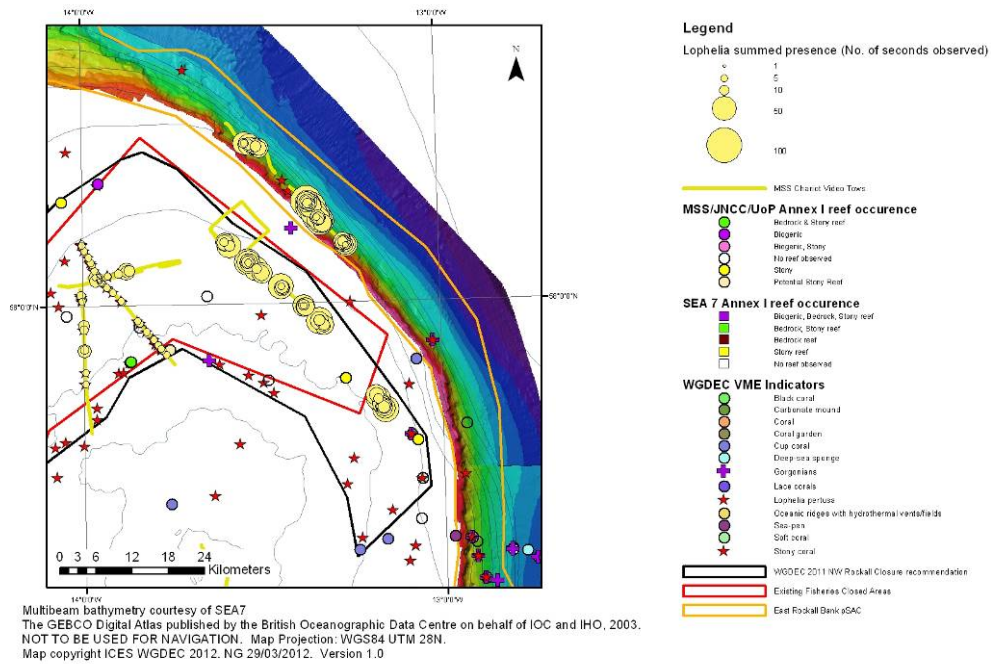 14°0'0"W
13°0'0"W
N
58°0'0"N
58°0'0"N
0 3 6 12 18 24
Kilometers
14°0'0"W
13°0'0"W
Multibeam bathymetry courtesy of SEA7
The GEBCO Digital Atlas published by the British Oceanographic Data Centre on behalf of IOC and IHO, 2003.
NOT TO BE USED FOR NAVIGATION. Map Projection: WGS84 UTM 28N.
Map copyright ICES WGDEC 2012. NG 29/03/2012. Version 1.0
Legend
Lophelia summed presence (No. of seconds observed)
1
5
10
50
100
MSS Chariot Video Tows
MSS/JNCC/UoP Annex I reef occurence
Bedrock & Stony reef
Biogenic
Biogenic, Stony
No reef observed
Stony
Potential Stony Reef
SEA 7 Annex I reef occurence
Biogenic, Bedrock, Stony reef
Bedrock, Stony reef
Bedrock reef
Stony reef
No reef observed
WGDEC VME Indicators
Black coral
Carbonate mound
Coral
Coral garden
Cup coral
Deep-sea sponge
Gorgonians
Lace corals
Lophelia pertusa
Oceanic ridges with hydrothermal vents/fields
Sea-pen
Soft coral
Stony coral
WGDEC 2011 NW Rockall Closure recommendation
Existing Fisheries Closed Areas
East Rockall Bank pSAC